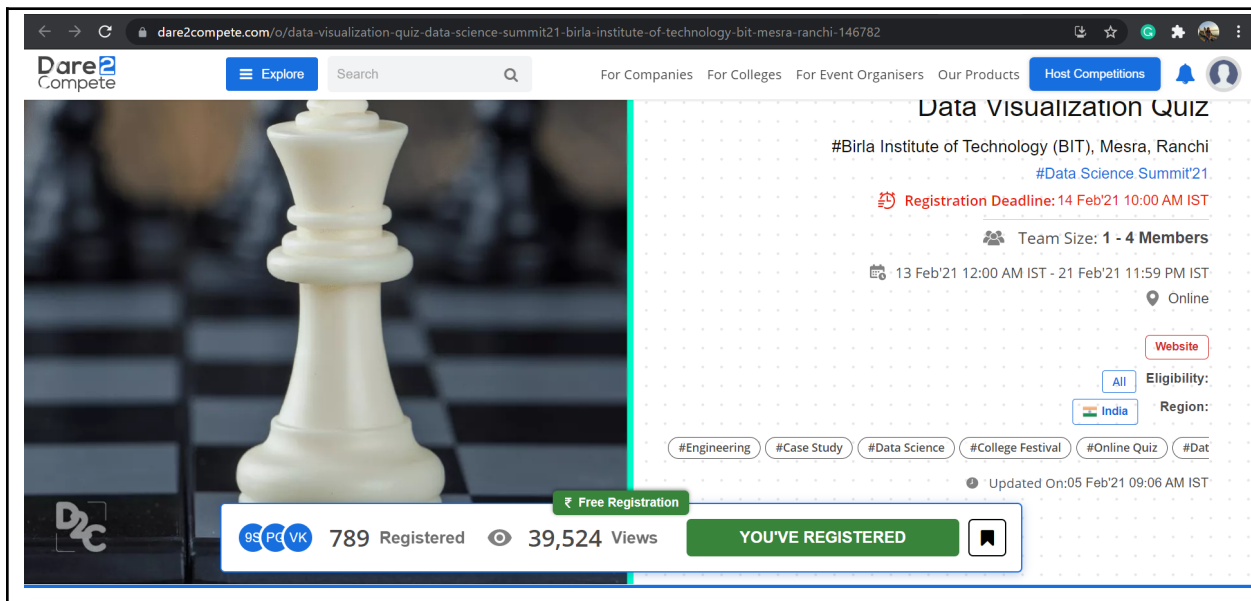 dare2compete.com/o/data-visualization-quiz-data-science-summit21-birla-institute-of-technology-bit-mesra-ranchi-146782
Dare2
Compete
Explore
Search
For Companies For Colleges For Event Organisers Our Products Host Competitions
Data Visualization Quiz
#Birla Institute of Technology (BIT), Mesra, Ranchi
#Data Science Summit'21
Registration Deadline: 14 Feb'21 10:00 AM IST
Team Size: 1 - 4 Members
13 Feb'21 12:00 AM IST - 21 Feb'21 11:59 PM IST
Online
Website
All Eligibility:
India Region:
#Engineering #Case Study #Data Science #College Festival #Online Quiz #Dat
Updated On:05 Feb'21 09:06 AM IST
D2C
₹ Free Registration
9S PG VK 789 Registered 39,524 Views YOU'VE REGISTERED